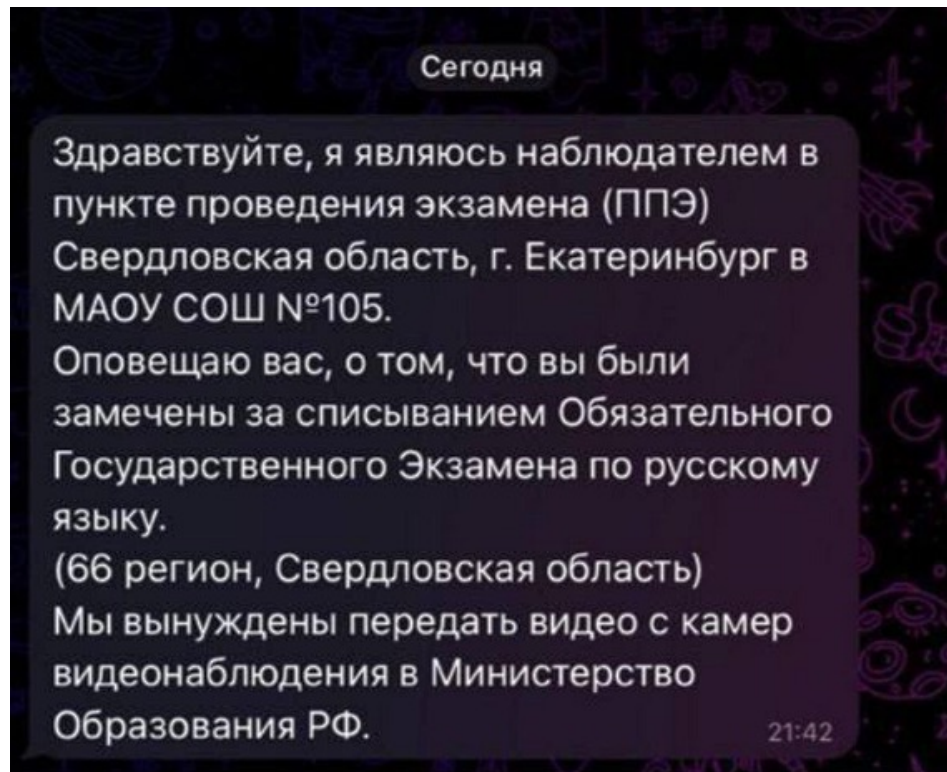 Сегодня
Здравствуйте, я являюсь наблюдателем в
пункте проведения экзамена (ППЭ)
Свердловская область, г. Екатеринбург в
МАОУ СОШ №105.
Оповещаю вас, о том, что вы были
замечены за списыванием Обязательного
Государственного Экзамена по русскому
языку.
(66 регион, Свердловская область)
Мы вынуждены передать видео с камер
видеонаблюдения в Министерство
Образования РФ.
21:42